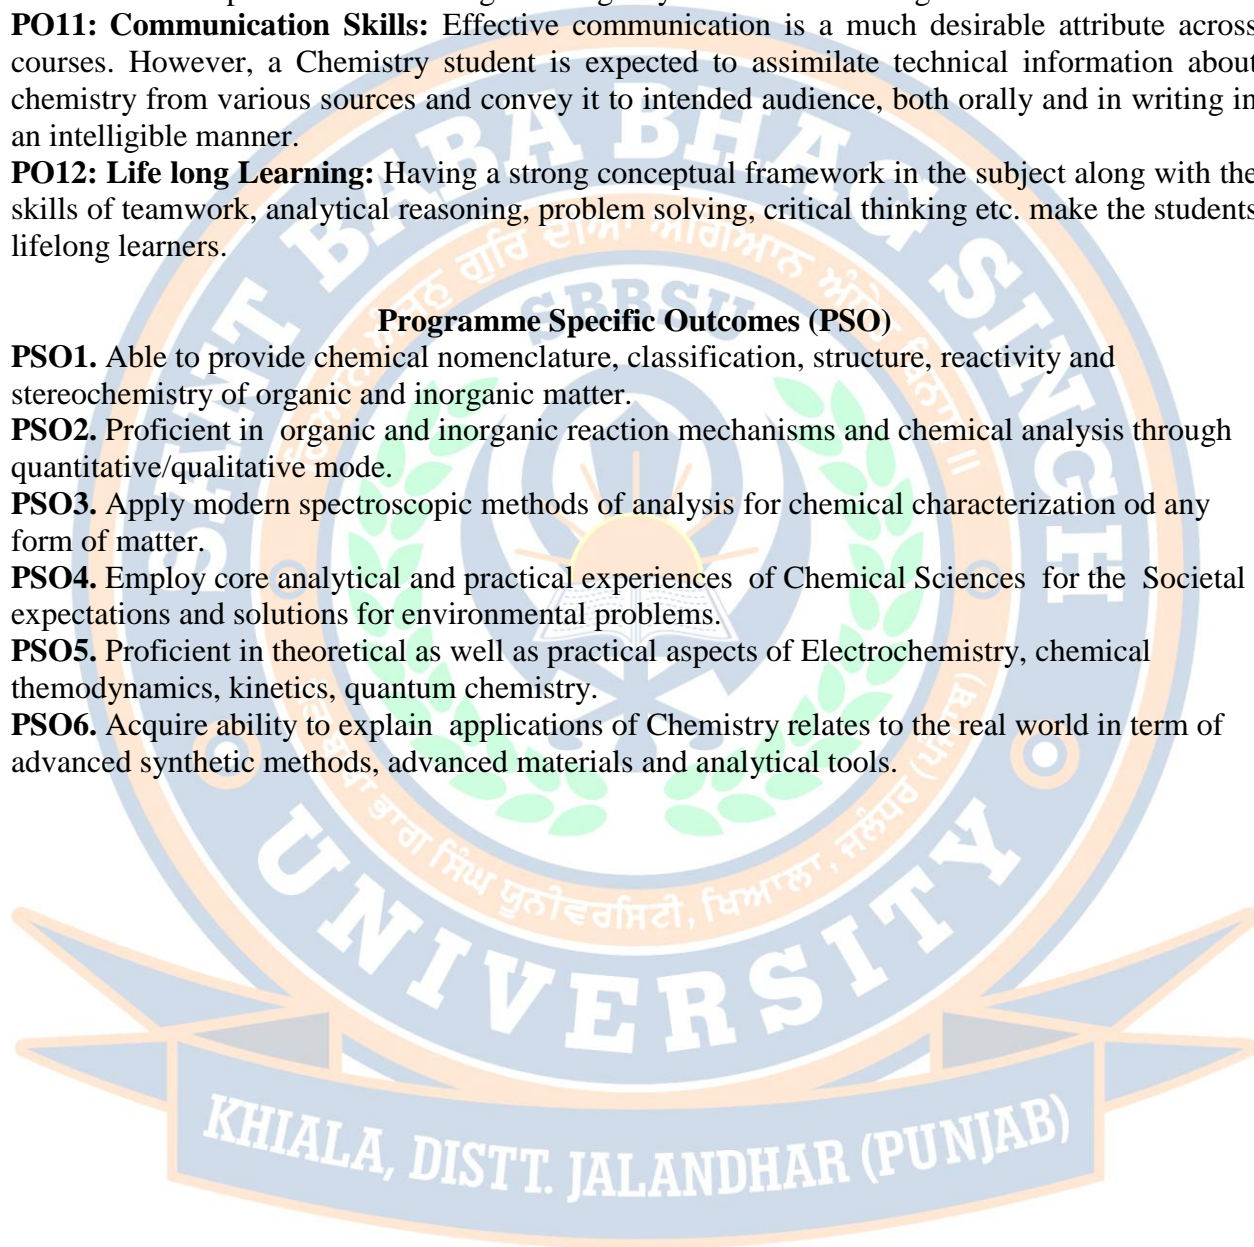 PO11: Communication Skills: Effective communication is a much desirable attribute across
courses. However, a Chemistry student is expected to assimilate technical information about
chemistry from various sources and convey it to intended audience, both orally and in writing in
an intelligible manner.
PO12: Life long Learning: Having a strong conceptual framework in the subject along with the
skills of teamwork, analytical reasoning, problem solving, critical thinking etc. make the students
lifelong learners.
Programme Specific Outcomes (PSO)
PSO1. Able to provide chemical nomenclature, classification, structure, reactivity and
stereochemistry of organic and inorganic matter.
PSO2. Proficient in organic and inorganic reaction mechanisms and chemical analysis through
quantitative/qualitative mode.
PSO3. Apply modern spectroscopic methods of analysis for chemical characterization od any
form of matter.
PSO4. Employ core analytical and practical experiences of Chemical Sciences for the Societal
expectations and solutions for environmental problems.
PSO5. Proficient in theoretical as well as practical aspects of Electrochemistry, chemical
themodynamics, kinetics, quantum chemistry.
PSO6. Acquire ability to explain applications of Chemistry relates to the real world in term of
advanced synthetic methods, advanced materials and analytical tools.
SANT BABA BHAG SINGH
SBBSU
ਭਾਗ ਸਿੰਘ ਯੂਨੀਵਰਸਿਟੀ, ਖਿਆਲਾ, ਜਲੰਧਰ (ਪੰਜਾਬ)
UNIVERSITY
KHIALA, DISTT. JALANDHAR (PUNJAB)